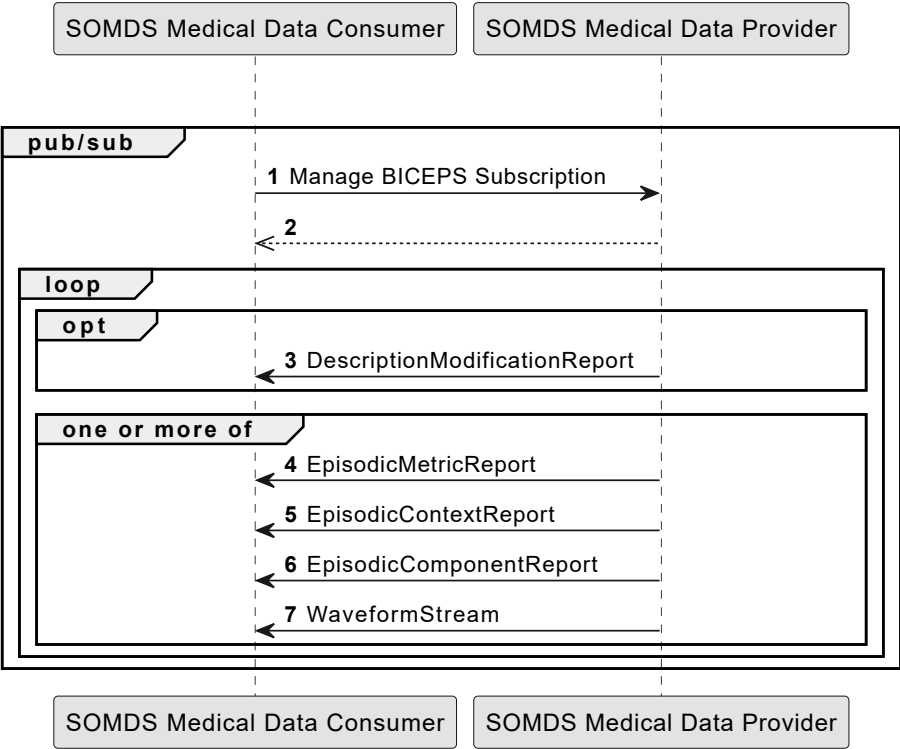 SOMDS Medical Data Consumer
SOMDS Medical Data Provider
pub/sub
1 Manage BICEPS Subscription
2
loop
opt
3 DescriptionModificationReport
one or more of
4 EpisodicMetricReport
5 EpisodicContextReport
6 EpisodicComponentReport
7 WaveformStream
SOMDS Medical Data Consumer
SOMDS Medical Data Provider